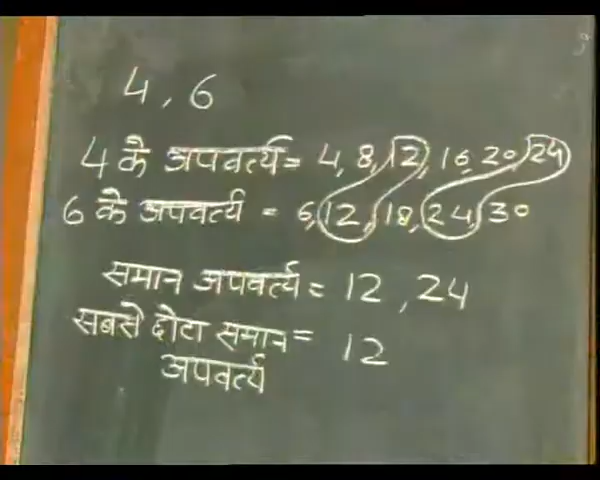 4, 6
4 के अपवर्त्य = 4, 8, 12, 16, 20, 24
6 के अपवर्त्य = 6, 12, 18, 24, 30
समान अपवर्त्य = 12, 24
सबसे छोटा समान = 12
अपवर्त्य